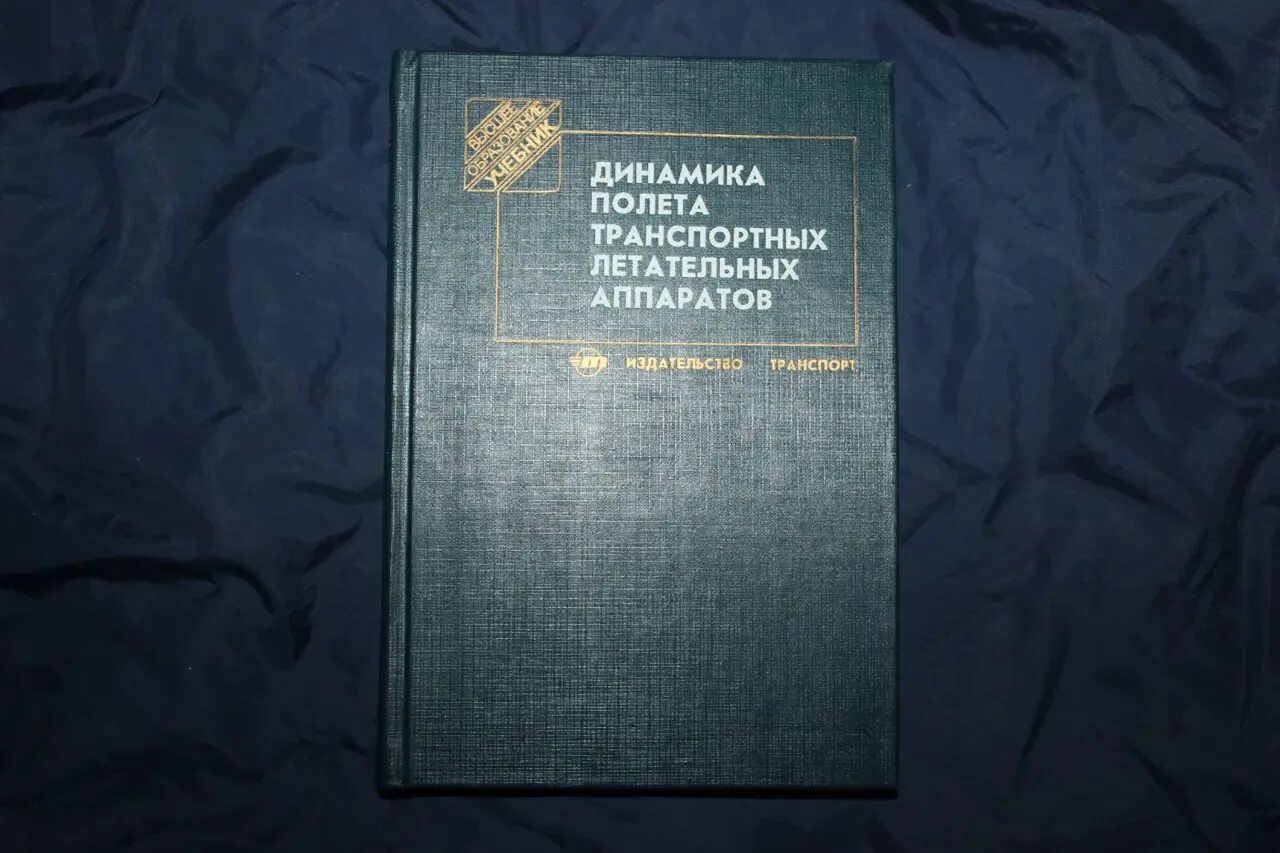 ВЫСШЕЕ
ОБРАЗОВАНИЕ
УЧЕБНИК
ДИНАМИКА
ПОЛЕТА
ТРАНСПОРТНЫХ
ЛЕТАТЕЛЬНЫХ
АППАРАТОВ
ИЗДАТЕЛЬСТВО ТРАНСПОРТ